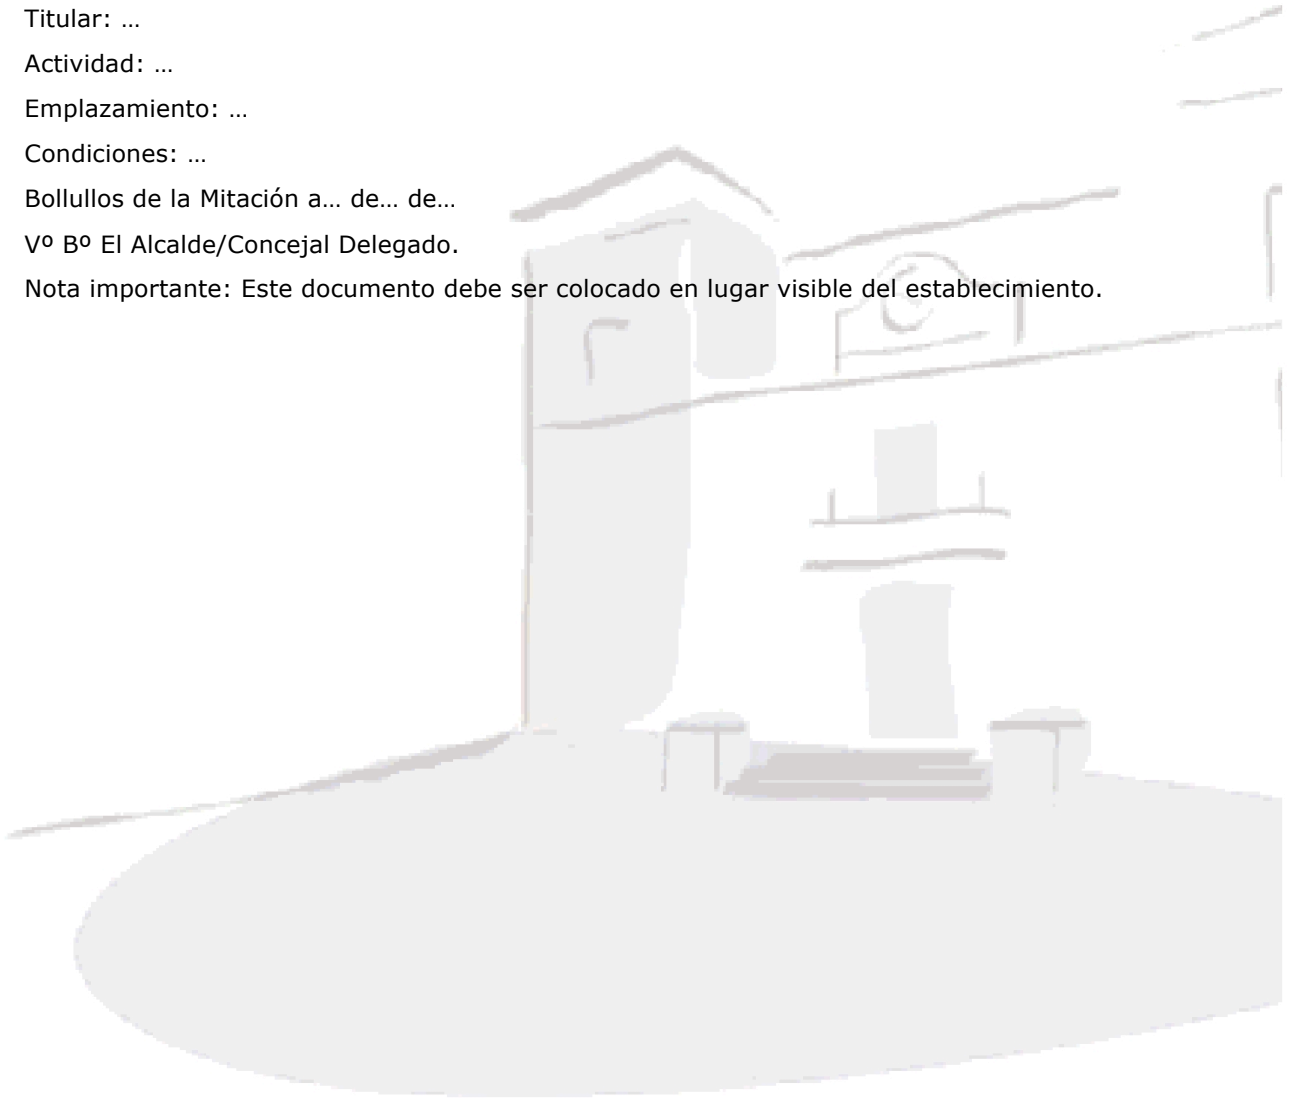 Titular: …
Actividad: …
Emplazamiento: …
Condiciones: …
Bollullos de la Mitación a… de… de…
Vº Bº El Alcalde/Concejal Delegado.
Nota importante: Este documento debe ser colocado en lugar visible del establecimiento.